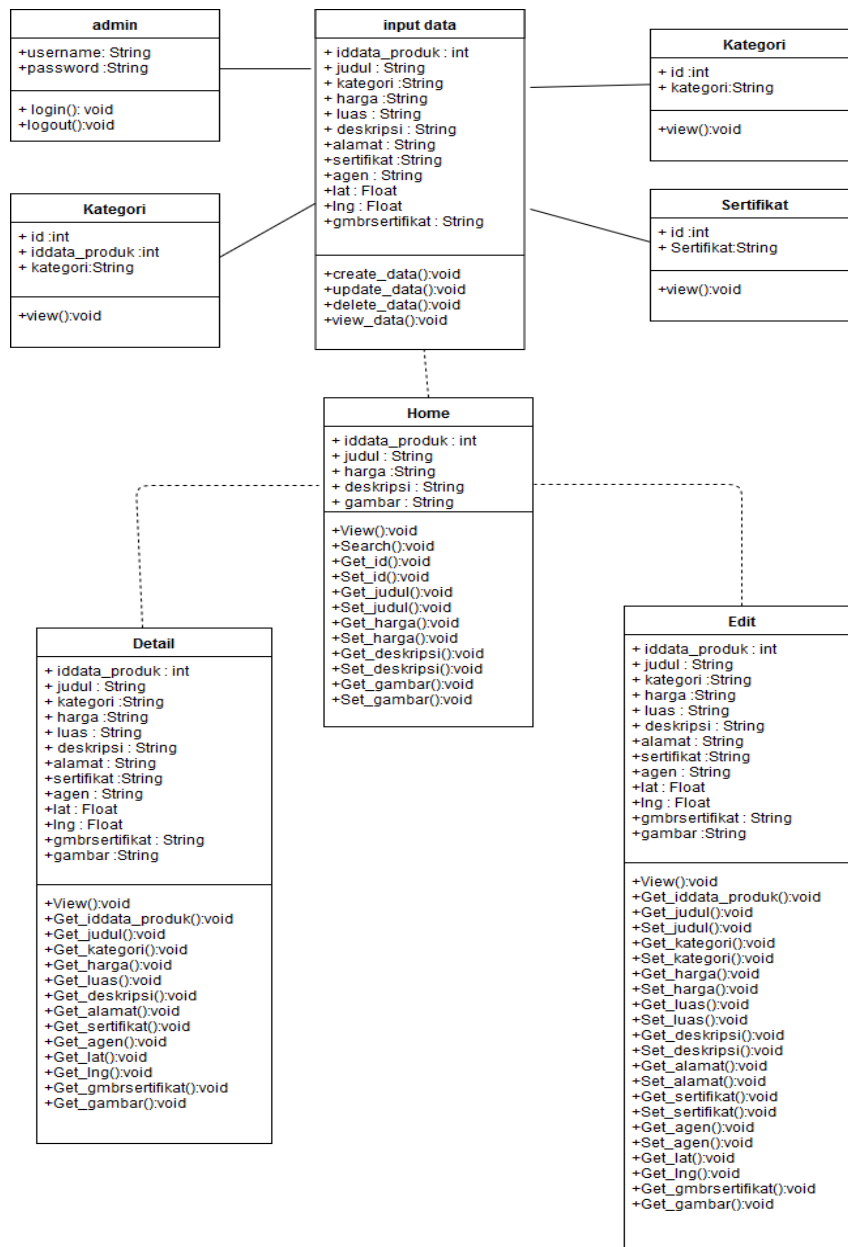 admin
+username: String
+password :String
+ login(): void
+logout():void
input data
+ iddata_produk : int
+ judul : String
+ kategori :String
+ harga :String
+ luas : String
+ deskripsi : String
+alamat : String
+sertifikat :String
+agen : String
+lat : Float
+lng : Float
+gmbrsertifikat : String
+create_data():void
+update_data():void
+delete_data():void
+view_data():void
Kategori
+ id :int
+ kategori:String
+view():void
Kategori
+ id :int
+ iddata_produk :int
+ kategori:String
+view():void
Sertifikat
+ id :int
+ Sertifikat:String
+view():void
Home
+ iddata_produk : int
+ judul : String
+ harga :String
+ deskripsi : String
+ gambar : String
+View():void
+Search():void
+Get_id():void
+Set_id():void
+Get_judul():void
+Set_judul():void
+Get_harga():void
+Set_harga():void
+Get_deskripsi():void
+Set_deskripsi():void
+Get_gambar():void
+Set_gambar():void
Detail
+ iddata_produk : int
+ judul : String
+ kategori :String
+ harga :String
+ luas : String
+ deskripsi : String
+alamat : String
+sertifikat :String
+agen : String
+lat : Float
+lng : Float
+gmbrsertifikat : String
+gambar :String
+View():void
+Get_iddata_produk():void
+Get_judul():void
+Get_kategori():void
+Get_harga():void
+Get_luas():void
+Get_deskripsi():void
+Get_alamat():void
+Get_sertifikat():void
+Get_agen():void
+Get_lat():void
+Get_lng():void
+Get_gmbrsertifikat():void
+Get_gambar():void
Edit
+ iddata_produk : int
+ judul : String
+ kategori :String
+ harga :String
+ luas : String
+ deskripsi : String
+alamat : String
+sertifikat :String
+agen : String
+lat : Float
+lng : Float
+gmbrsertifikat : String
+gambar :String
+View():void
+Get_iddata_produk():void
+Get_judul():void
+Set_judul():void
+Get_kategori():void
+Set_kategori():void
+Get_harga():void
+Set_harga():void
+Get_luas():void
+Set_luas():void
+Get_deskripsi():void
+Set_deskripsi():void
+Get_alamat():void
+Set_alamat():void
+Get_sertifikat():void
+Set_sertifikat():void
+Get_agen():void
+Set_agen():void
+Get_lat():void
+Get_lng():void
+Get_gmbrsertifikat():void
+Get_gambar():void